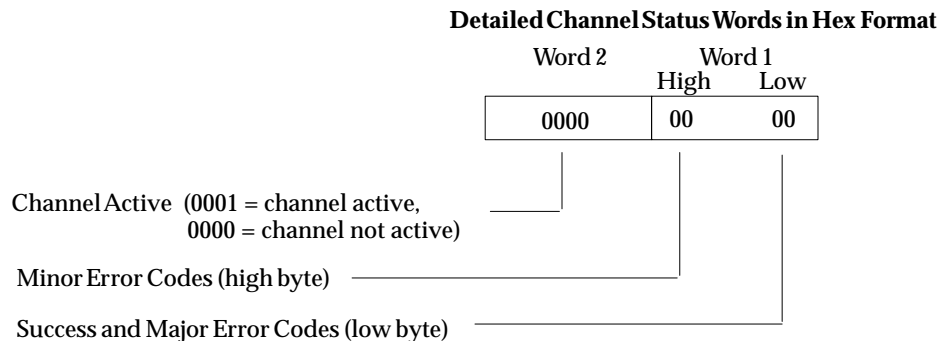 Detailed Channel Status Words in Hex Format
Word 2 Word 1
High Low
0000 00 00
Channel Active (0001 = channel active,
0000 = channel not active)
Minor Error Codes (high byte)
Success and Major Error Codes (low byte)